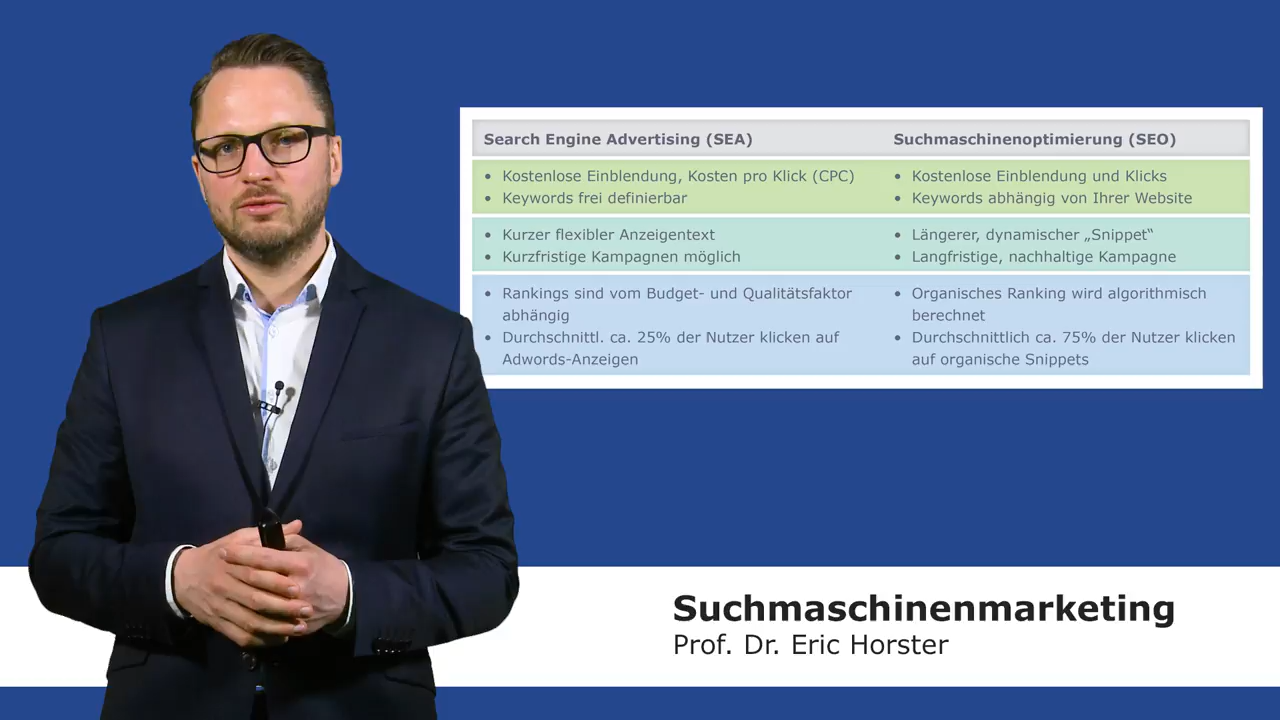 Search Engine Advertising (SEA)
Suchmaschinenoptimierung (SEO)
• Kostenlose Einblendung, Kosten pro Klick (CPC)
• Keywords frei definierbar
• Kostenlose Einblendung und Klicks
• Keywords abhängig von Ihrer Website
• Kurzer flexibler Anzeigentext
• Kurzfristige Kampagnen möglich
• Längerer, dynamischer „Snippet“
• Langfristige, nachhaltige Kampagne
• Rankings sind vom Budget- und Qualitätsfaktor
abhängig
• Durchschnittl. ca. 25% der Nutzer klicken auf
Adwords-Anzeigen
• Organisches Ranking wird algorithmisch
berechnet
• Durchschnittlich ca. 75% der Nutzer klicken
auf organische Snippets
Suchmaschinenmarketing
Prof. Dr. Eric Horster